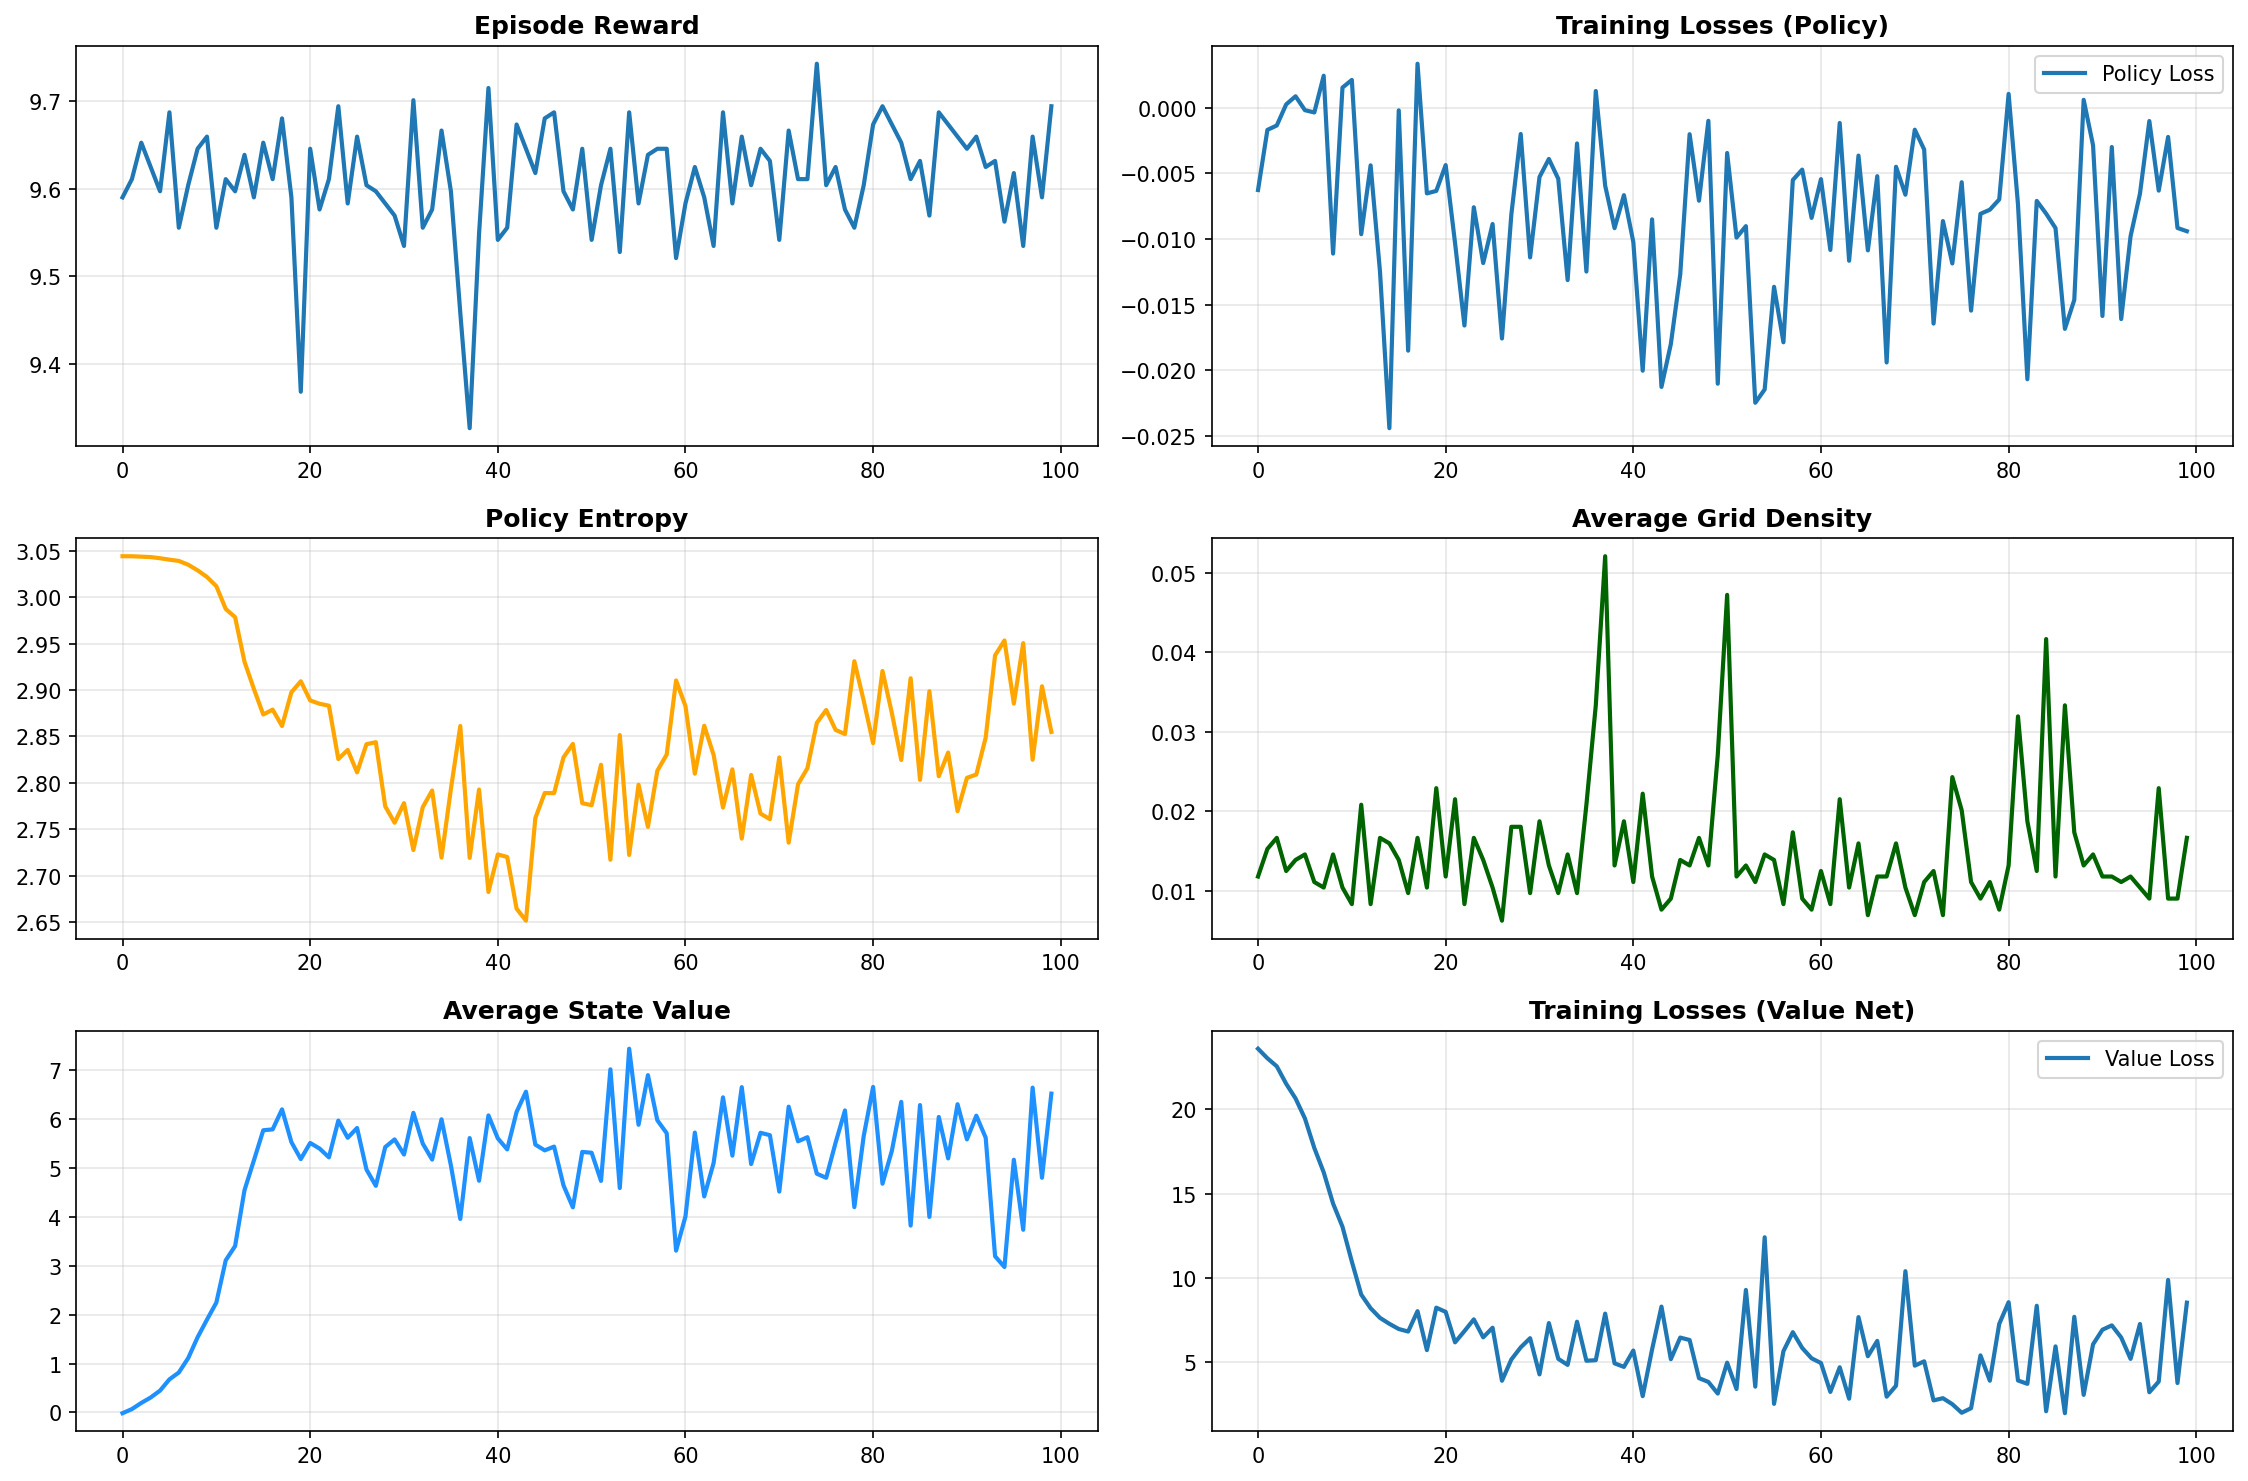 Episode Reward
9.7
9.6
9.5
9.4
0 20 40 60 80 100
Training Losses (Policy)
Policy Loss
0.000
−0.005
−0.010
−0.015
−0.020
−0.025
0 20 40 60 80 100
Policy Entropy
3.05
3.00
2.95
2.90
2.85
2.80
2.75
2.70
2.65
0 20 40 60 80 100
Average Grid Density
0.05
0.04
0.03
0.02
0.01
0 20 40 60 80 100
Average State Value
7
6
5
4
3
2
1
0
0 20 40 60 80 100
Training Losses (Value Net)
Value Loss
20
15
10
5
0 20 40 60 80 100